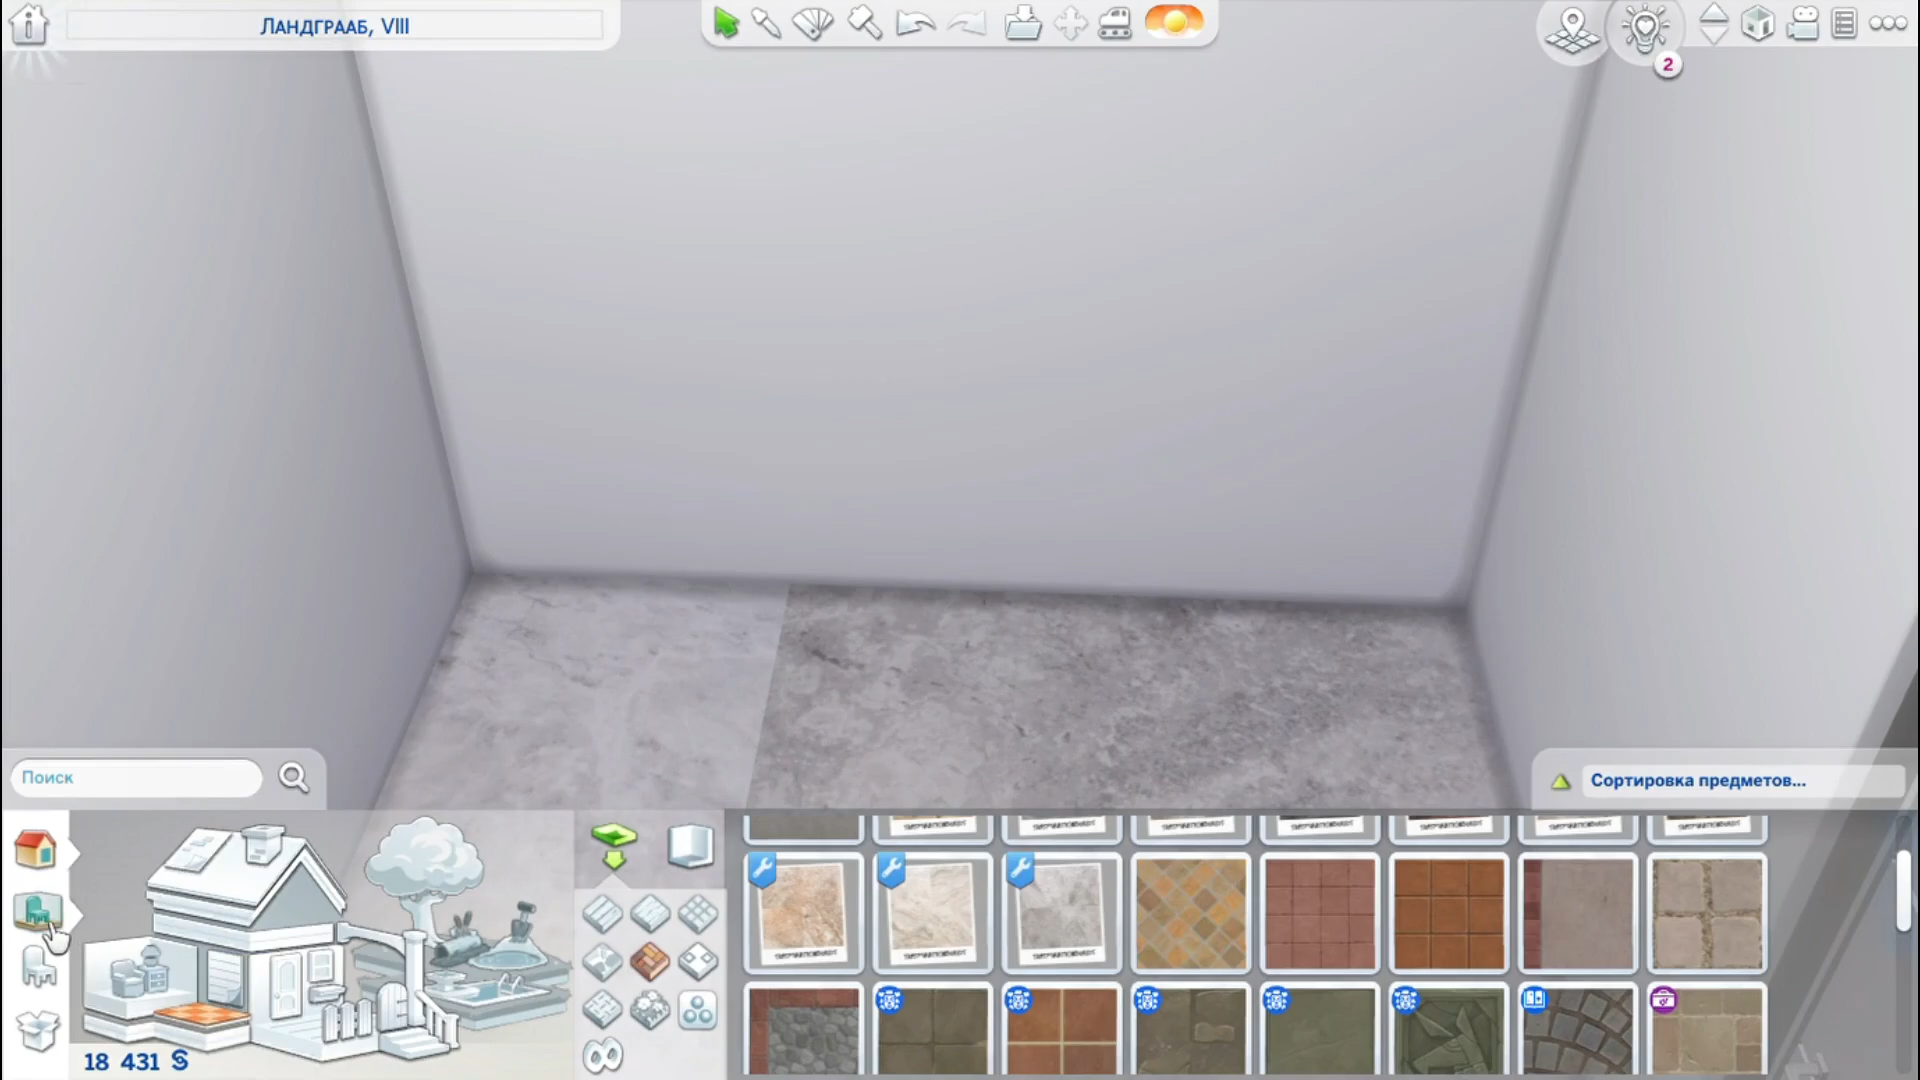 Ландграаб, VIII
2
Поиск
Сортировка предметов...
18 431 S